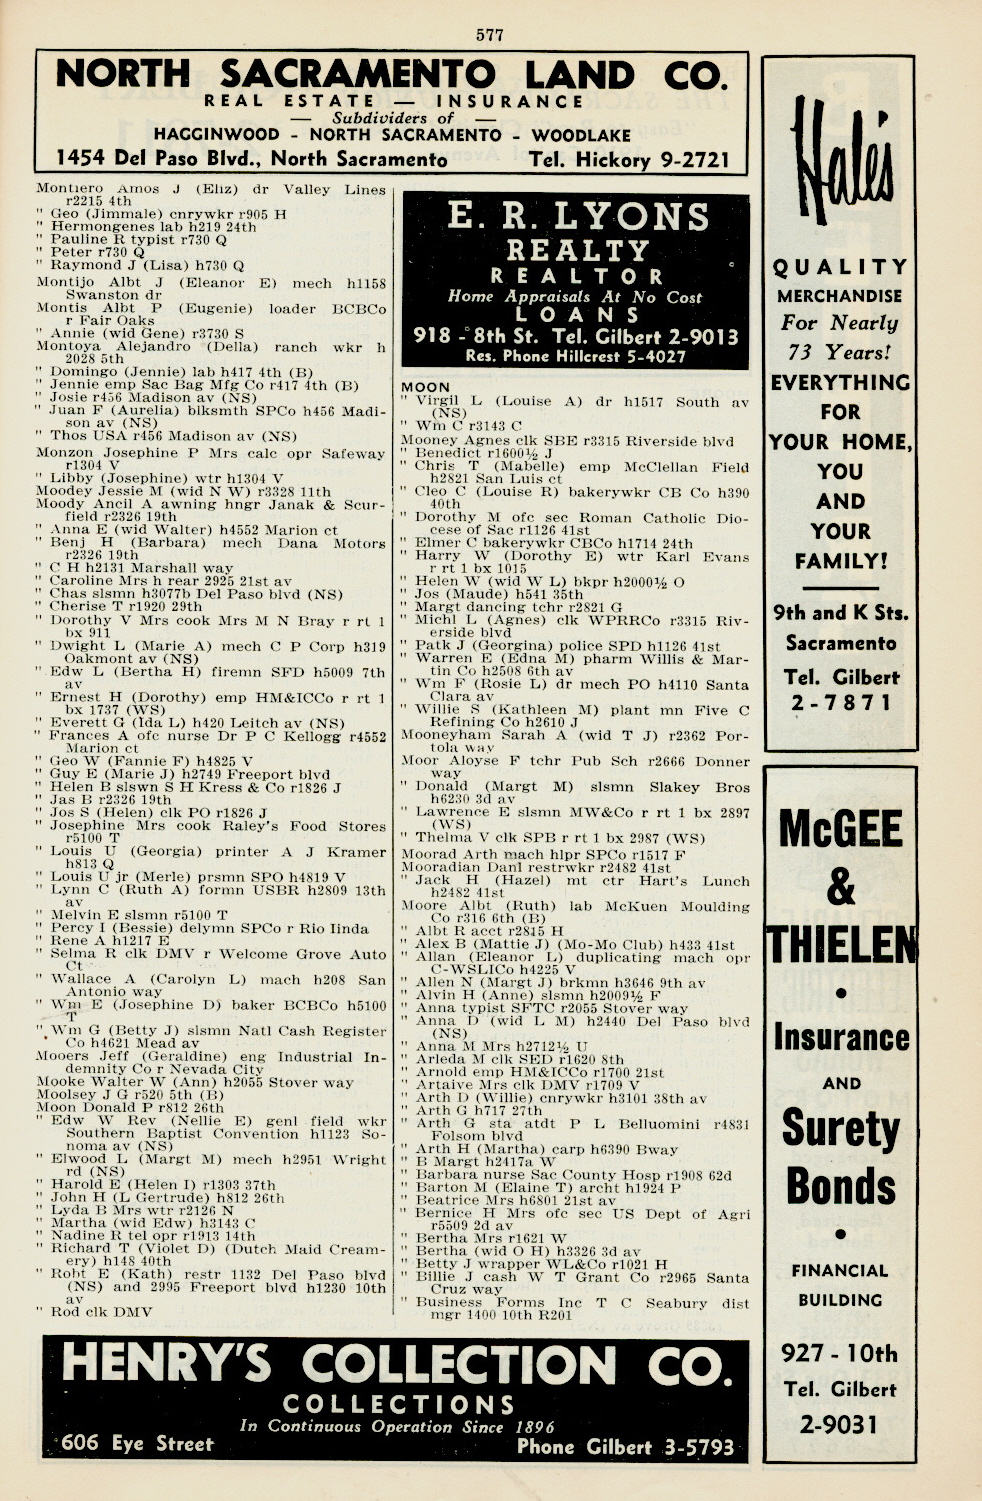 577
NORTH SACRAMENTO LAND CO.
REAL ESTATE — INSURANCE
— Subdividers of —
HAGGINWOOD - NORTH SACRAMENTO - WOODLAKE
1454 Del Paso Blvd., North Sacramento Tel. Hickory 9-2721
Montiero Amos J (Eliz) dr Valley Lines
r2215 4th
" Geo (Jimmale) cnrywkr r905 H
" Hermongenes lab h219 24th
" Pauline R typist r730 Q
" Peter r730 Q
" Raymond J (Lisa) h730 Q
Montijo Albt J (Eleanor E) mech h1158
Swanston dr
Montis Albt P (Eugenie) loader BCBCo
r Fair Oaks
" Annie (wid Gene) r3730 S
Montoya Alejandro (Della) ranch wkr h
2028 5th
" Domingo (Jennie) lab h417 4th (B)
" Jennie emp Sac Bag Mfg Co r417 4th (B)
" Josie r456 Madison av (NS)
" Juan F (Aurelia) blksmth SPCo h456 Madi-
son av (NS)
" Thos USA r456 Madison av (NS)
Monzon Josephine P Mrs calc opr Safeway
r1304 V
" Libby (Josephine) wtr h1304 V
Moodey Jessie M (wid N W) r3328 11th
Moody Ancil A awning hngr Janak & Scur-
field r2326 19th
" Anna E (wid Walter) h4552 Marion ct
" Benj H (Barbara) mech Dana Motors
r2326 19th
" C H h2131 Marshall way
" Caroline Mrs h rear 2925 21st av
" Chas slsmn h3077b Del Paso blvd (NS)
" Cherise T r1920 29th
" Dorothy V Mrs cook Mrs M N Bray r rt 1
bx 911
" Dwight L (Marie A) mech C P Corp h319
Oakmont av (NS)
" Edw L (Bertha H) firemn SFD h5009 7th
av
" Ernest H (Dorothy) emp HM&ICCo r rt 1
bx 1737 (WS)
" Everett G (Ida L) h420 Leitch av (NS)
" Frances A ofc nurse Dr P C Kellogg r4552
Marion ct
" Geo W (Fannie F) h4825 V
" Guy E (Marie J) h2749 Freeport blvd
" Helen B slswn S H Kress & Co r1826 J
" Jas B r2326 19th
" Jos S (Helen) clk PO r1826 J
" Josephine Mrs cook Raley's Food Stores
r5100 T
" Louis U (Georgia) printer A J Kramer
h813 Q
" Louis U jr (Merle) prsmn SPO h4819 V
" Lynn C (Ruth A) formn USBR h2809 13th
av
" Melvin E slsmn r5100 T
" Percy I (Bessie) delymn SPCo r Rio linda
" Rene A h1217 E
" Selma R clk DMV r Welcome Grove Auto
Ct
" Wallace A (Carolyn L) mach h208 San
Antonio way
" Wm E (Josephine D) baker BCBCo h5100
T
" Wm G (Betty J) slsmn Natl Cash Register
Co h4621 Mead av
Mooers Jeff (Geraldine) eng Industrial In-
demnity Co r Nevada City
Mooke Walter W (Ann) h2055 Stover way
Moolsey J G r520 5th (B)
Moon Donald P r812 26th
" Edw W Rev (Nellie E) genl field wkr
Southern Baptist Convention h1123 So-
noma av (NS)
" Elwood L (Margt M) mech h2951 Wright
rd (NS)
" Harold E (Helen I) r1303 37th
" John H (L Gertrude) h812 26th
" Lyda B Mrs wtr r2126 N
" Martha (wid Edw) h3143 C
" Nadine R tel opr r1913 14th
" Richard T (Violet D) (Dutch Maid Cream-
ery) h148 40th
" Robt E (Kath) restr 1132 Del Paso blvd
(NS) and 2995 Freeport blvd h1230 10th
av
" Rod clk DMV
E. R. LYONS
REALTY
REALTOR
Home Appraisals At No Cost
LOANS
918 - 8th St. Tel. Gilbert 2-9013
Res. Phone Hillcrest 5-4027
MOON
" Virgil L (Louise A) dr h1517 South av
(NS)
" Wm C r3143 C
Mooney Agnes clk SBE r3315 Riverside blvd
" Benedict r1600½ J
" Chris T (Mabelle) emp McClellan Field
h2821 San Luis ct
" Cleo C (Louise R) bakerywkr CB Co h390
40th
" Dorothy M ofc sec Roman Catholic Dio-
cese of Sac r1126 41st
" Elmer C bakerywkr CBCo h1714 24th
" Harry W (Dorothy E) wtr Karl Evans
r rt 1 bx 1015
" Helen W (wid W L) bkpr h2000½ O
" Jos (Maude) h541 35th
" Margt dancing tchr r2821 G
" Michl L (Agnes) clk WPRRCo r3315 Riv-
erside blvd
" Patk J (Georgina) police SPD h1126 41st
" Warren E (Edna M) pharm Willis & Mar-
tin Co h2508 6th av
" Wm F (Rosie L) dr mech PO h4110 Santa
Clara av
" Willie S (Kathleen M) plant mn Five C
Refining Co h2610 J
Mooneyham Sarah A (wid T J) r2362 Por-
tola way
Moor Aloyse F tchr Pub Sch r2666 Donner
way
" Donald (Margt M) slsmn Slakey Bros
h6230 3d av
" Lawrence E slsmn MW&Co r rt 1 bx 2897
(WS)
" Thelma V clk SPB r rt 1 bx 2987 (WS)
Moorad Arth mach hlpr SPCo r1517 F
Mooradian Danl restrwkr r2482 41st
" Jack H (Hazel) mt ctr Hart's Lunch
h2482 41st
Moore Albt (Ruth) lab McKuen Moulding
Co r316 6th (B)
" Albt R acct r2815 H
" Alex B (Mattie J) (Mo-Mo Club) h433 41st
" Allan (Eleanor L) duplicating mach opr
C-WSLICo h4225 V
" Allen N (Margt J) brkmn h3646 9th av
" Alvin H (Anne) slsmn h2009½ F
" Anna typist SFTC r2055 Stover way
" Anna D (wid L M) h2440 Del Paso blvd
(NS)
" Anna M Mrs h2712½ U
" Arleda M clk SED r1620 8th
" Arnold emp HM&ICCo r1700 21st
" Artaive Mrs clk DMV r1709 V
" Arth D (Willie) cnrywkr h3101 38th av
" Arth G h717 27th
" Arth G sta atdt P L Belluomini r4831
Folsom blvd
" Arth H (Martha) carp h6390 Bway
" B Margt h2417a W
" Barbara nurse Sac County Hosp r1908 62d
" Barton M (Elaine T) archt h1924 P
" Beatrice Mrs h6801 21st av
" Bernice H Mrs ofc sec US Dept of Agri
r5509 2d av
" Bertha Mrs r1621 W
" Bertha (wid O H) h3326 3d av
" Betty J wrapper WL&Co r1021 H
" Billie J cash W T Grant Co r2965 Santa
Cruz way
" Business Forms Inc T C Seabury dist
mgr 1400 10th R201
Hale's
QUALITY
MERCHANDISE
For Nearly
73 Years!
EVERYTHING
FOR
YOUR HOME,
YOU
AND
YOUR
FAMILY!
9th and K Sts.
Sacramento
Tel. Gilbert
2-7871
McGEE
&
THIELEN
•
Insurance
AND
Surety
Bonds
•
FINANCIAL
BUILDING
927 - 10th
Tel. Gilbert
2-9031
HENRY'S COLLECTION CO.
COLLECTIONS
In Continuous Operation Since 1896
606 Eye Street Phone Gilbert 3-5793